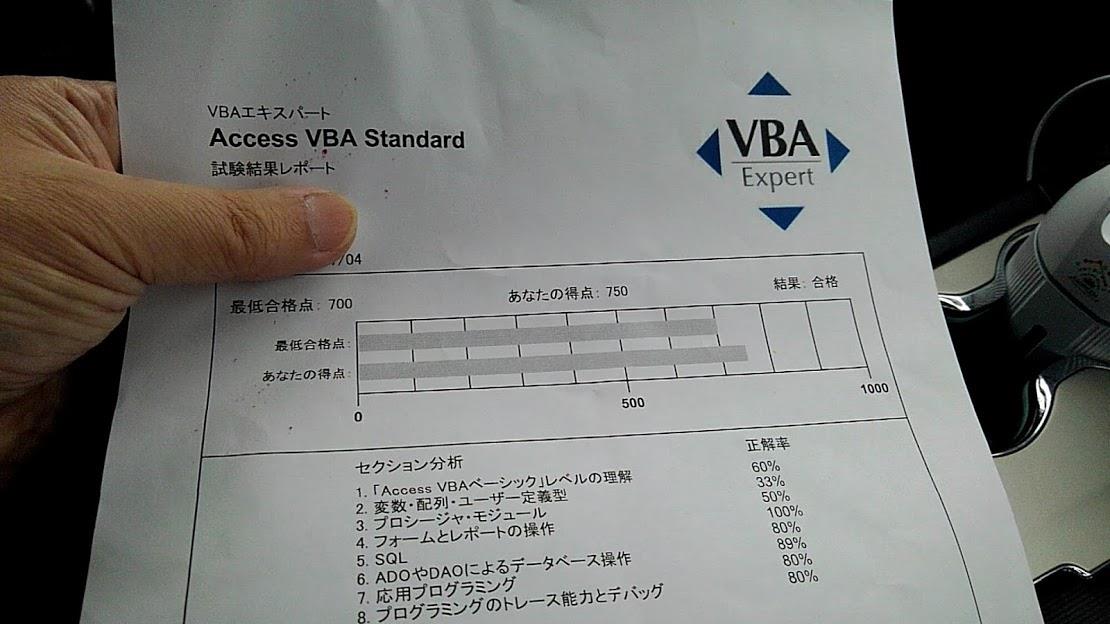 VBAエキスパート
Access VBA Standard
試験結果レポート
VBA
Expert
/04
最低合格点: 700
あなたの得点: 750
結果: 合格
最低合格点:
あなたの得点:
0
500
1000
セクション分析 正解率
1. 「Access VBAベーシック」レベルの理解 60%
2. 変数・配列・ユーザー定義型 33%
3. プロシージャ・モジュール 50%
4. フォームとレポートの操作 100%
5. SQL 80%
6. ADOやDAOによるデータベース操作 89%
7. 応用プログラミング 80%
8. プログラミングのトレース能力とデバッグ 80%